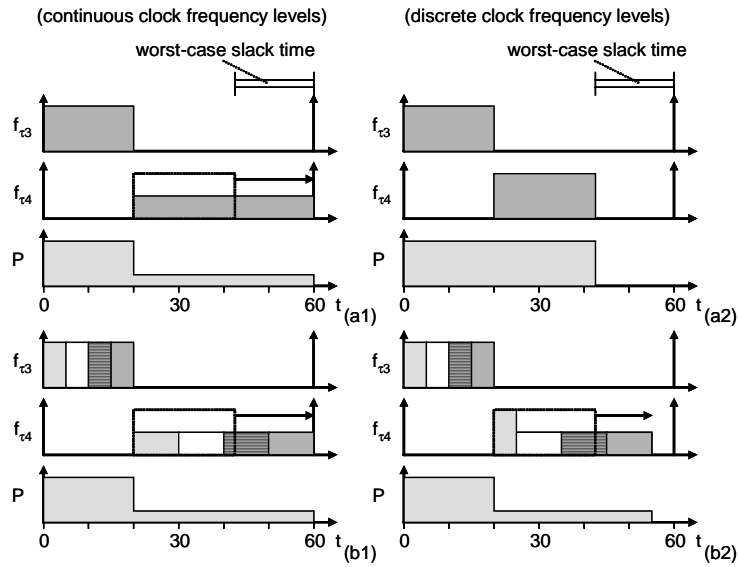 (continuous clock frequency levels)
(discrete clock frequency levels)
worst-case slack time
worst-case slack time
fτ3
fτ3
fτ4
fτ4
P
P
0 30 60 t
(a1)
0 30 60 t
(a2)
fτ3
fτ3
fτ4
fτ4
P
P
0 30 60 t
(b1)
0 30 60 t
(b2)